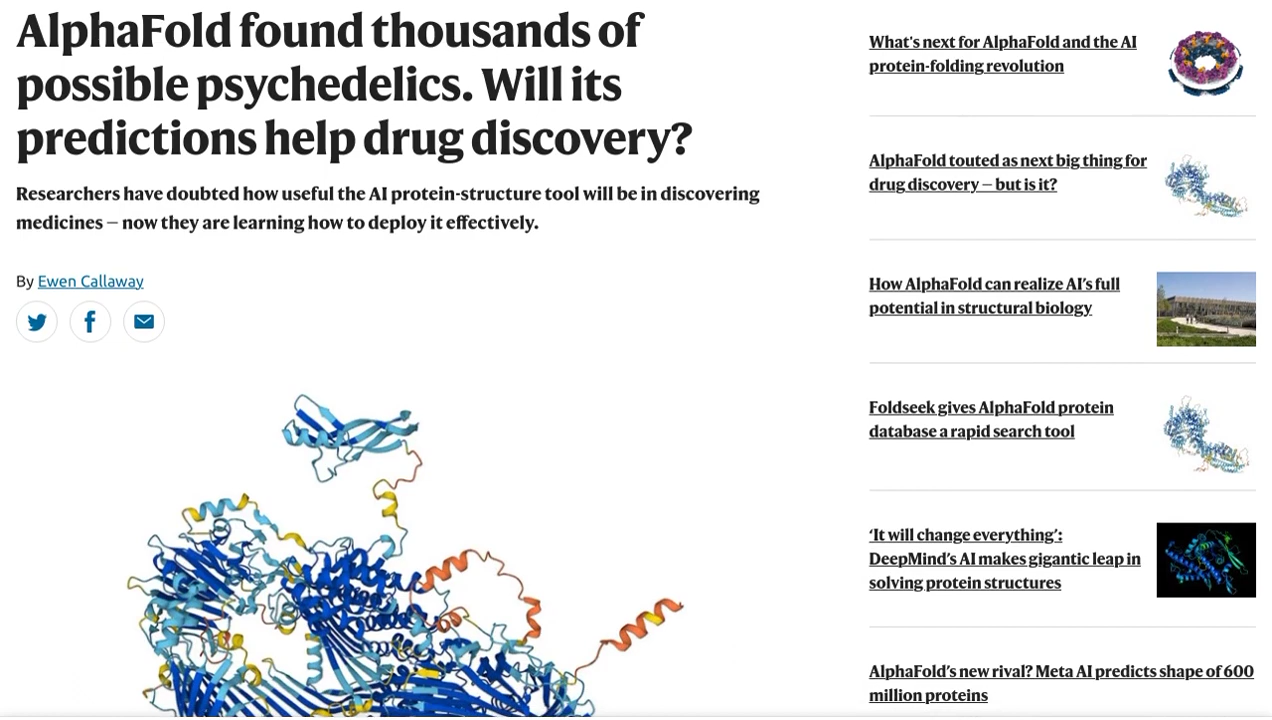 AlphaFold found thousands of
possible psychedelics. Will its
predictions help drug discovery?
Researchers have doubted how useful the AI protein-structure tool will be in discovering
medicines — now they are learning how to deploy it effectively.
By Ewen Callaway
What's next for AlphaFold and the AI
protein-folding revolution
AlphaFold touted as next big thing for
drug discovery — but is it?
How AlphaFold can realize AI’s full
potential in structural biology
Foldseek gives AlphaFold protein
database a rapid search tool
‘It will change everything’:
DeepMind’s AI makes gigantic leap in
solving protein structures
AlphaFold’s new rival? Meta AI predicts shape of 600
million proteins